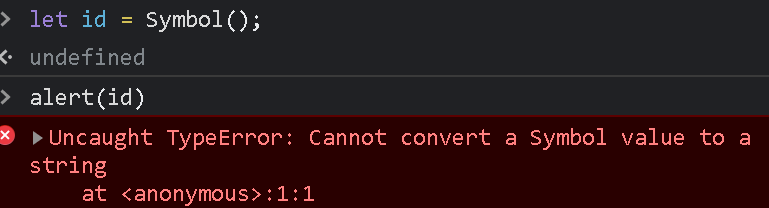 > let id = Symbol();
<· undefined
> alert(id)
▶Uncaught TypeError: Cannot convert a Symbol value to a
string
    at <anonymous>:1:1